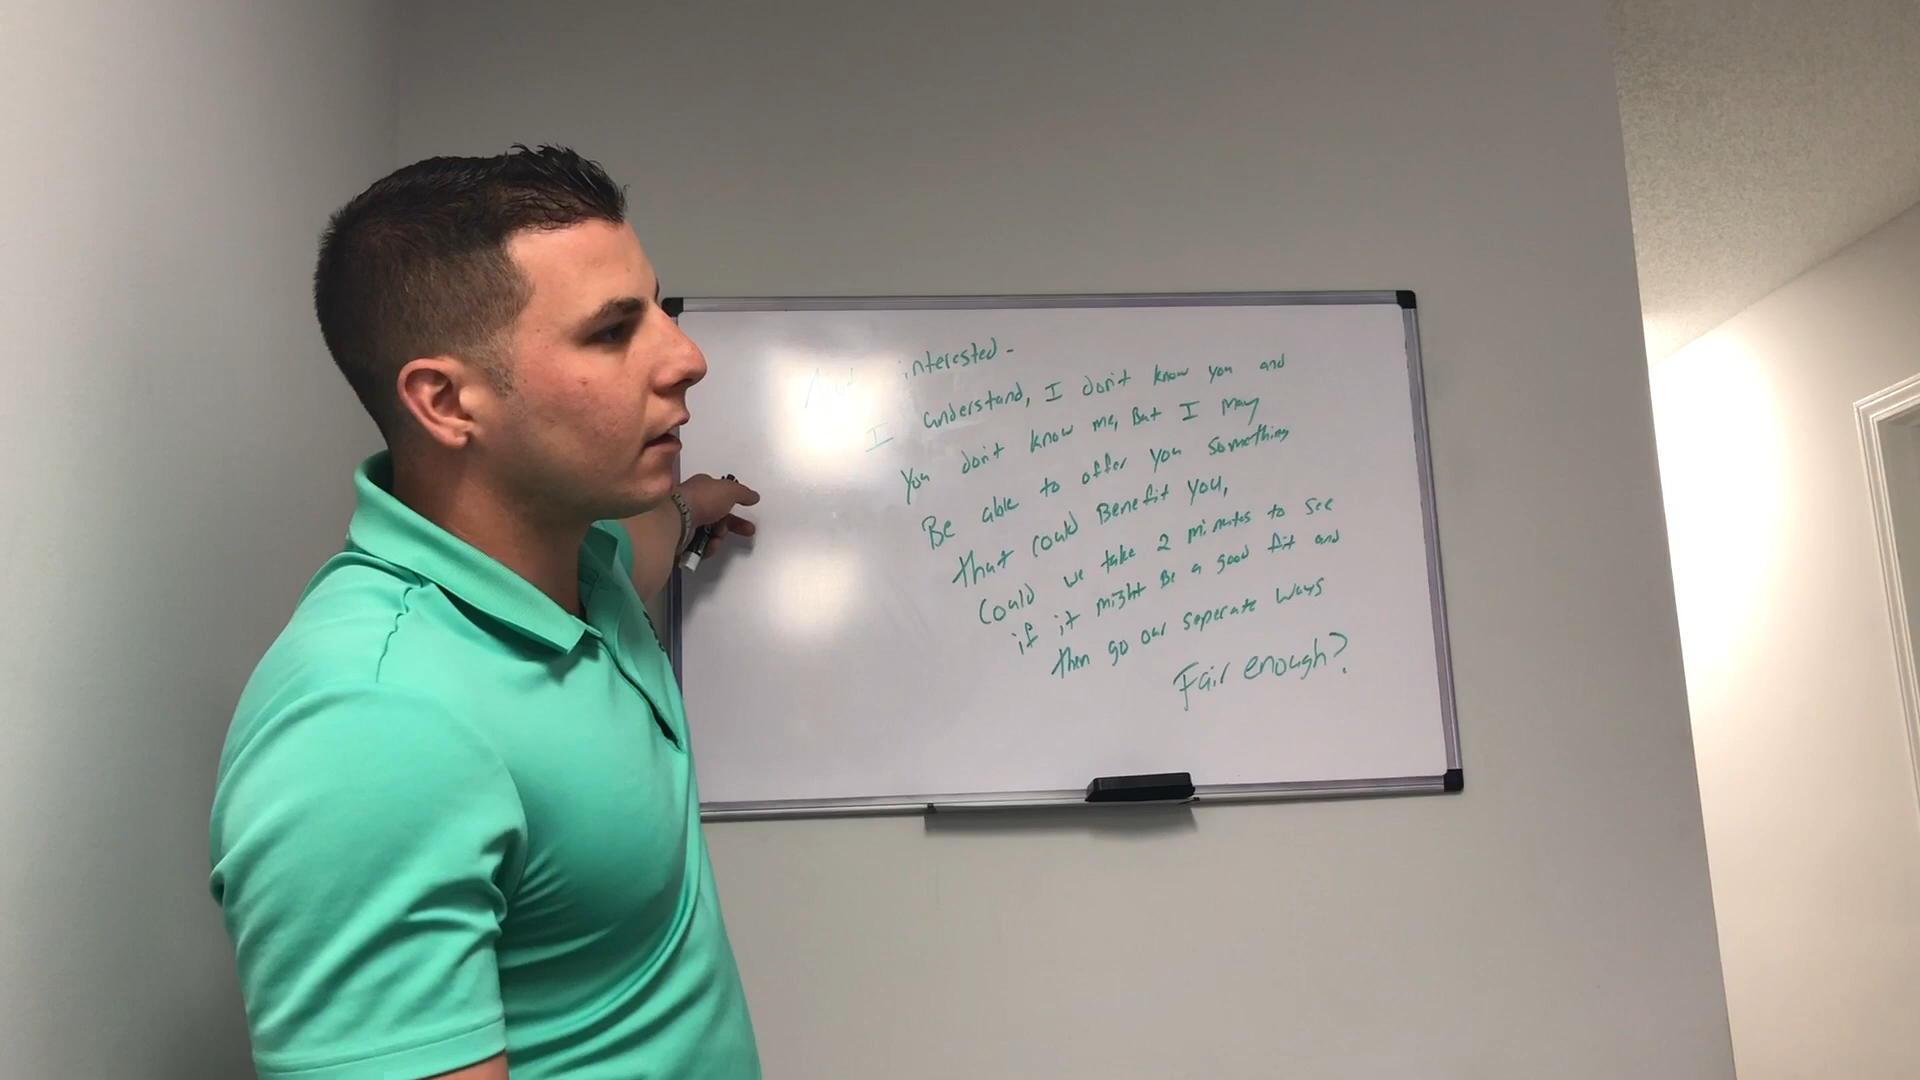 Not interested -
I understand, I don't know you and
You don't know me, But I may
Be able to offer you something
that could Benefit you,
Could we take 2 minutes to see
if it might Be a good fit and
then go our seperate ways
Fair enough?